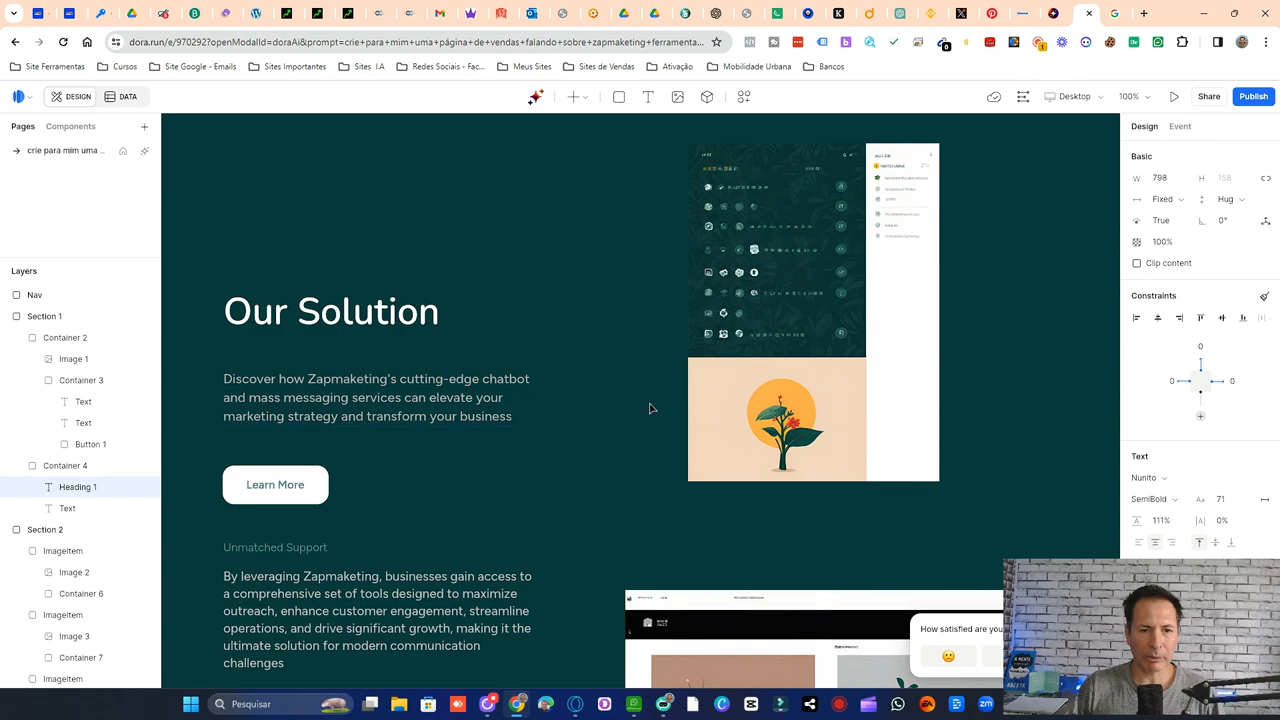 dora.run/e/970292?openModalId=doraAi&prompt=crie+para+mim+uma+página+de+vendas+falando+sobre+zapmaketing+ferramenta...
Site Ferramentas
Cursos
Site Google - Emails
Sites Importantes
Sites I.A
Redes Sociais - Fac...
Meus Sites
Sites de Vendas
Ativação
Mobilidade Urbana
Bancos
DESIGN
DATA
Desktop
100%
Share
Publish
Pages
Components
crie para mim uma ...
Layers
Nav
Section 1
Container 2
Image 1
Container 3
Text
Text
Button 1
Container 4
Heading 1
Text
Section 2
ImageItem
Image 2
Container 6
ImageItem
Image 3
Container 7
ImageItem
Our Solution
Discover how Zapmaketing's cutting-edge chatbot
and mass messaging services can elevate your
marketing strategy and transform your business
Learn More
Unmatched Support
By leveraging Zapmaketing, businesses gain access to
a comprehensive set of tools designed to maximize
outreach, enhance customer engagement, streamline
operations, and drive significant growth, making it the
ultimate solution for modern communication
challenges
How satisfied are you
Design
Event
Basic
W 798
H 158
Fixed
Hug
True
0°
100%
Clip content
Constraints
0
0
0
Text
Nunito
SemiBold
71
111%
0%
Pesquisar